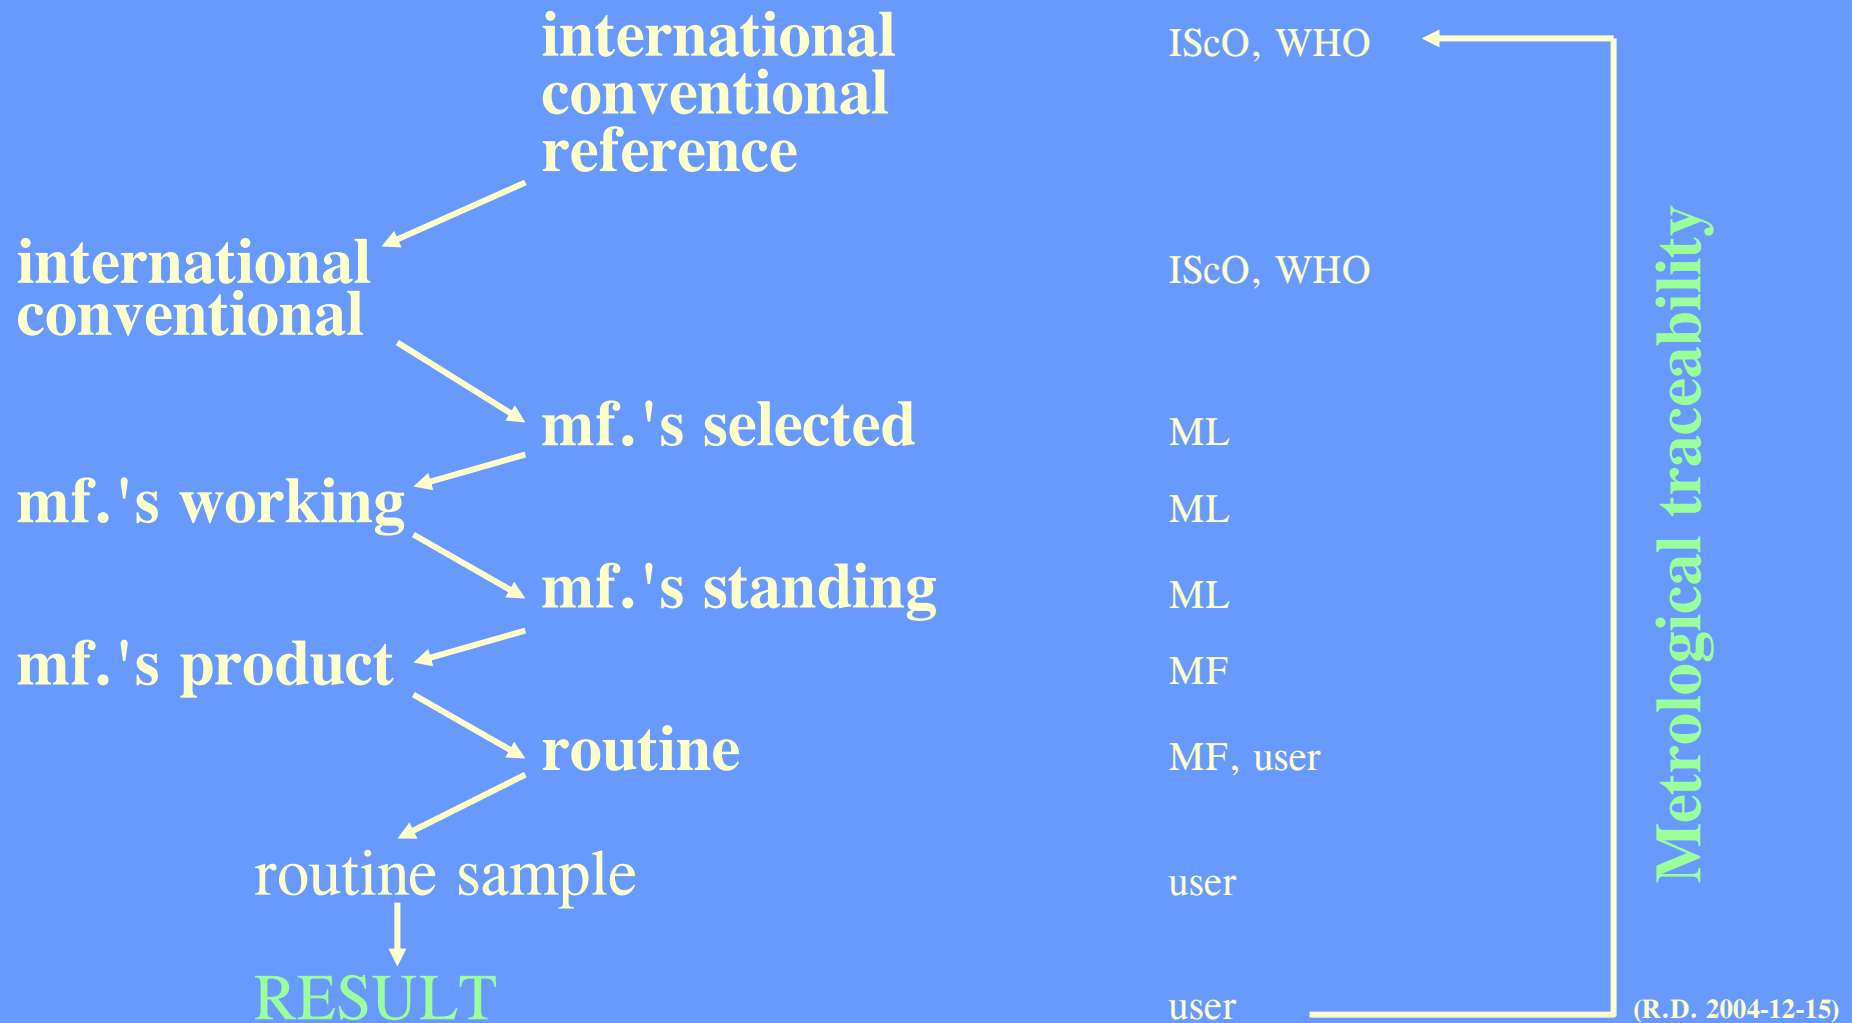 international
conventional
reference
IScO, WHO
international
conventional
IScO, WHO
mf.'s selected
ML
mf.'s working
ML
mf.'s standing
ML
mf.'s product
MF
routine
MF, user
routine sample
user
RESULT
user
Metrological traceability
(R.D. 2004-12-15)